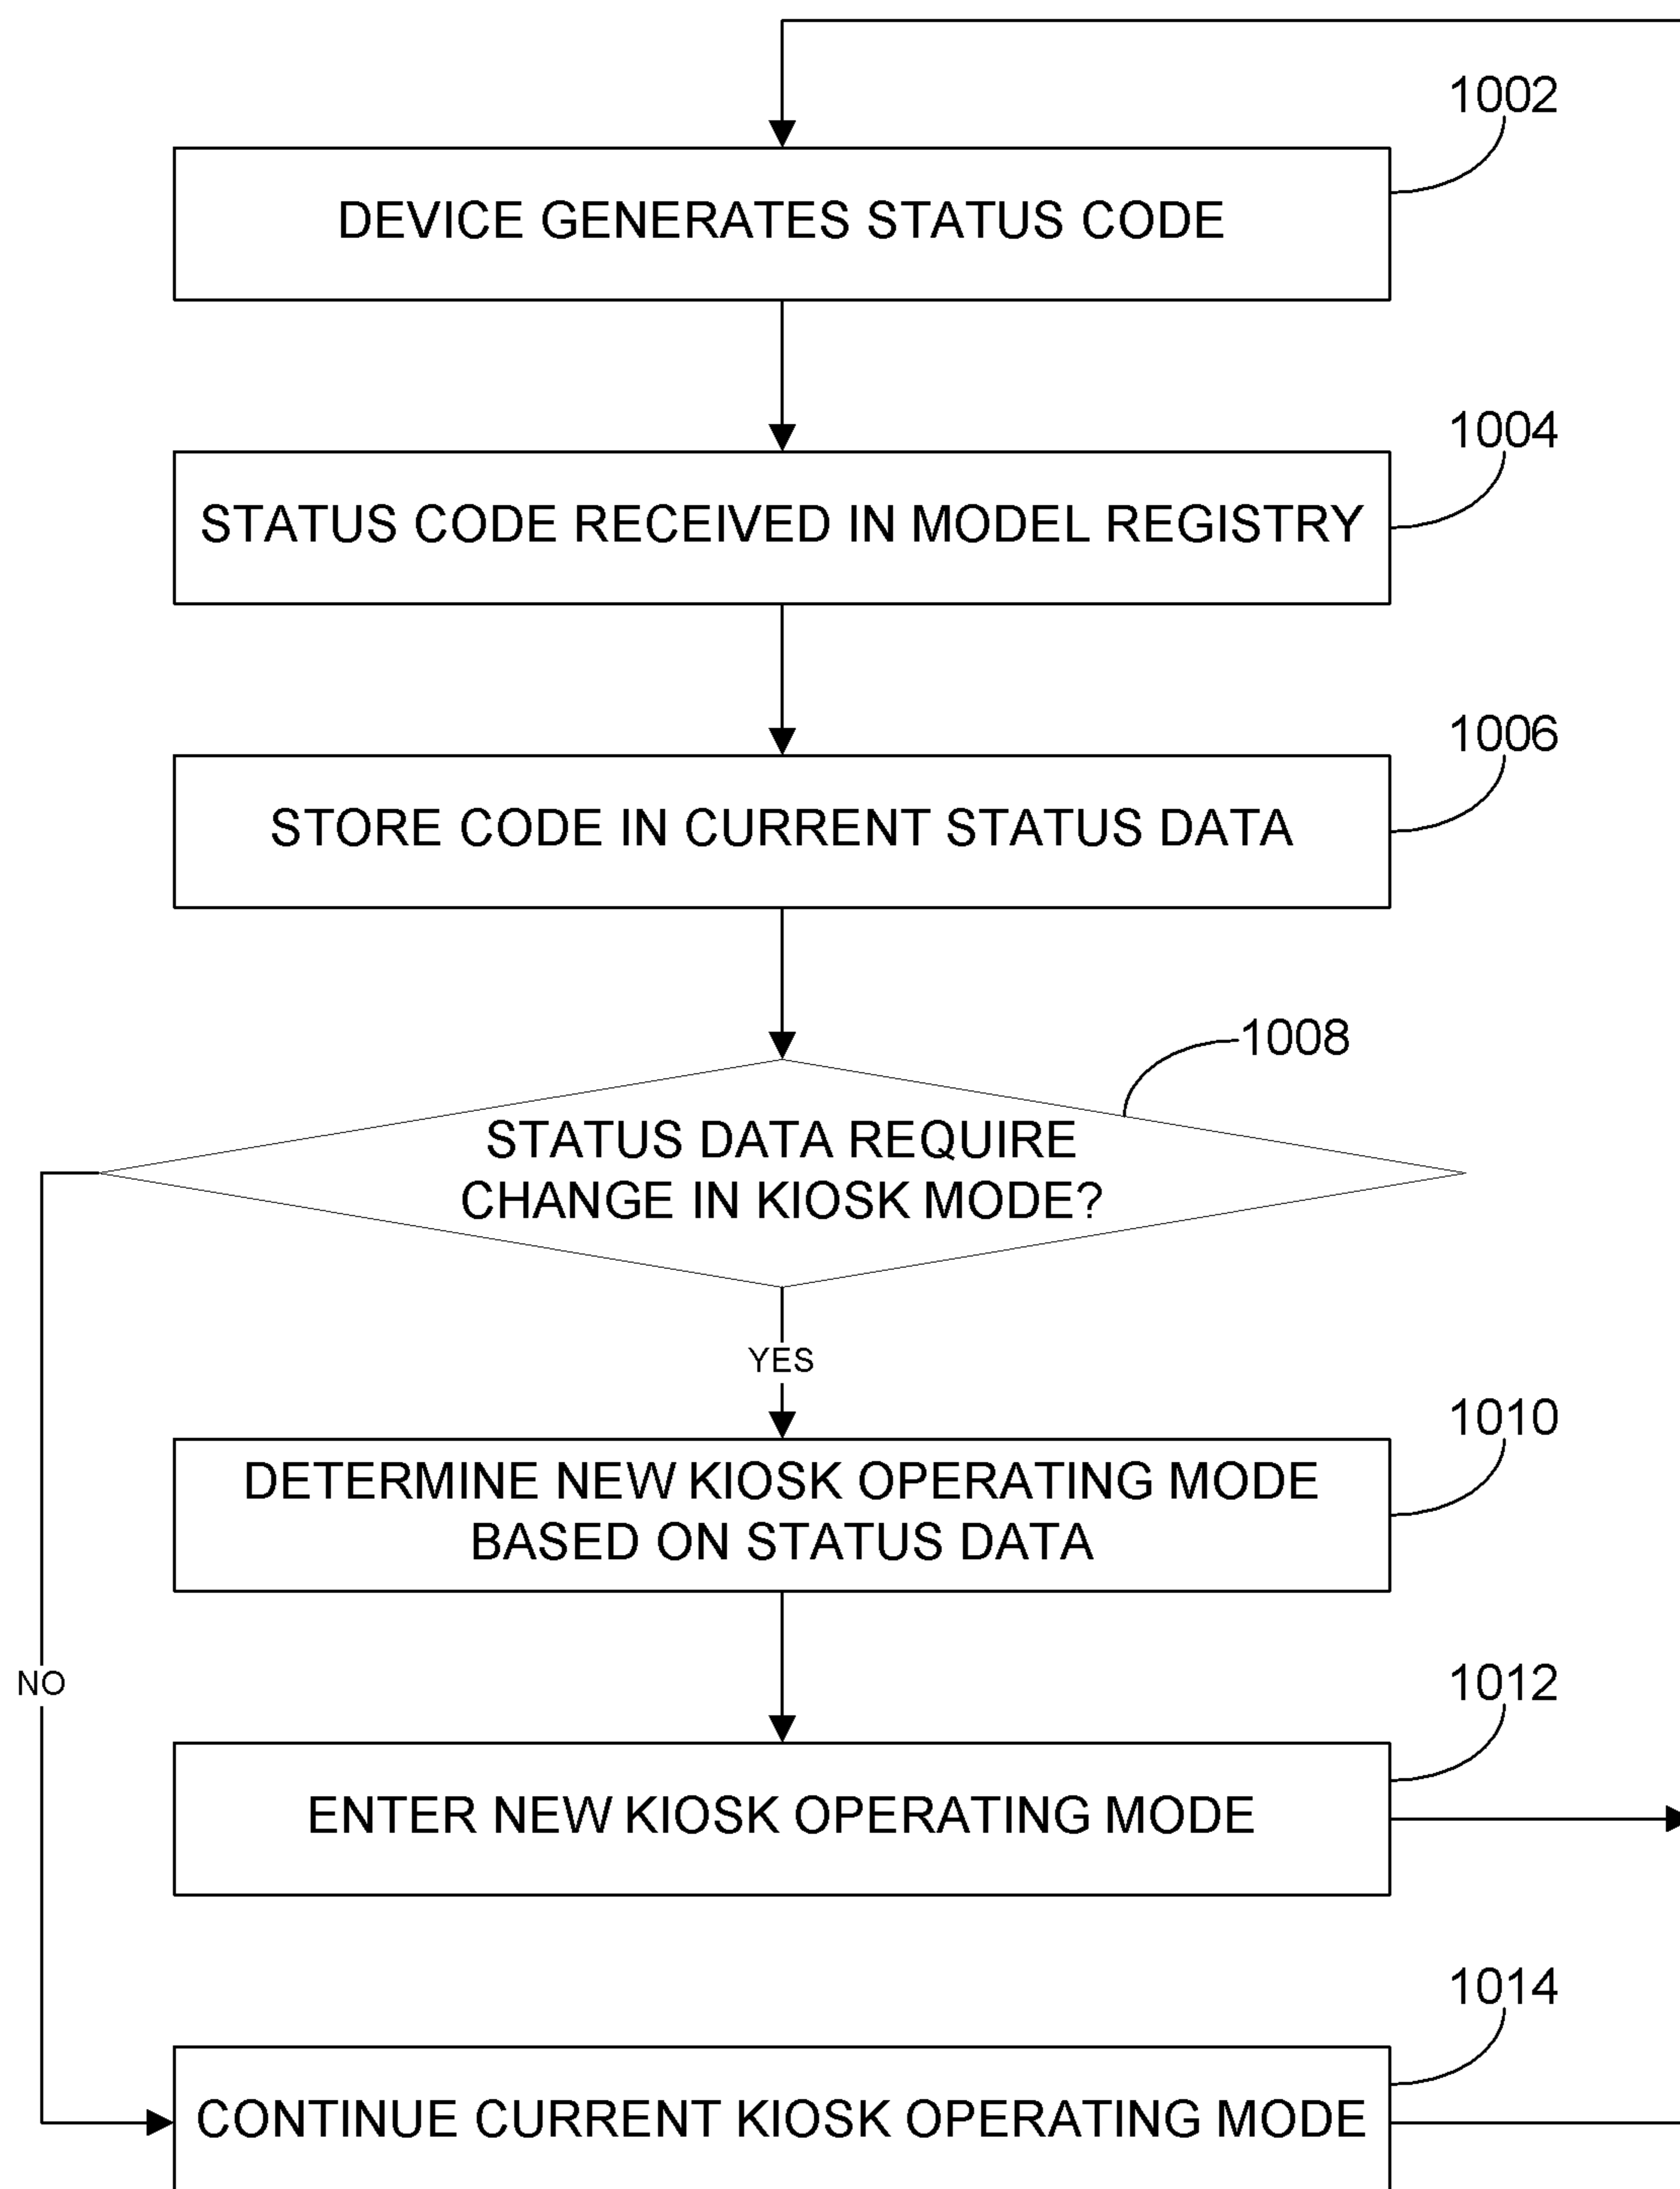 1002
DEVICE GENERATES STATUS CODE
1004
STATUS CODE RECEIVED IN MODEL REGISTRY
1006
STORE CODE IN CURRENT STATUS DATA
1008
STATUS DATA REQUIRE
CHANGE IN KIOSK MODE?
YES
1010
DETERMINE NEW KIOSK OPERATING MODE
BASED ON STATUS DATA
NO
1012
ENTER NEW KIOSK OPERATING MODE
1014
CONTINUE CURRENT KIOSK OPERATING MODE